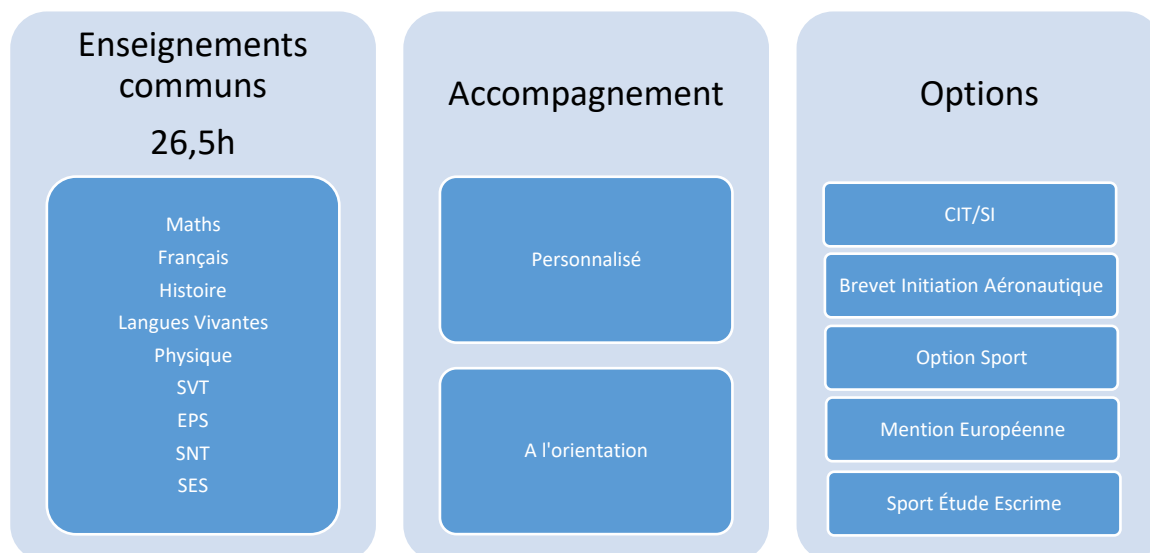 Enseignements
communs
26,5h
Maths
Français
Histoire
Langues Vivantes
Physique
SVT
EPS
SNT
SES
Accompagnement
Personnalisé
A l'orientation
Options
CIT/SI
Brevet Initiation Aéronautique
Option Sport
Mention Européenne
Sport Étude Escrime